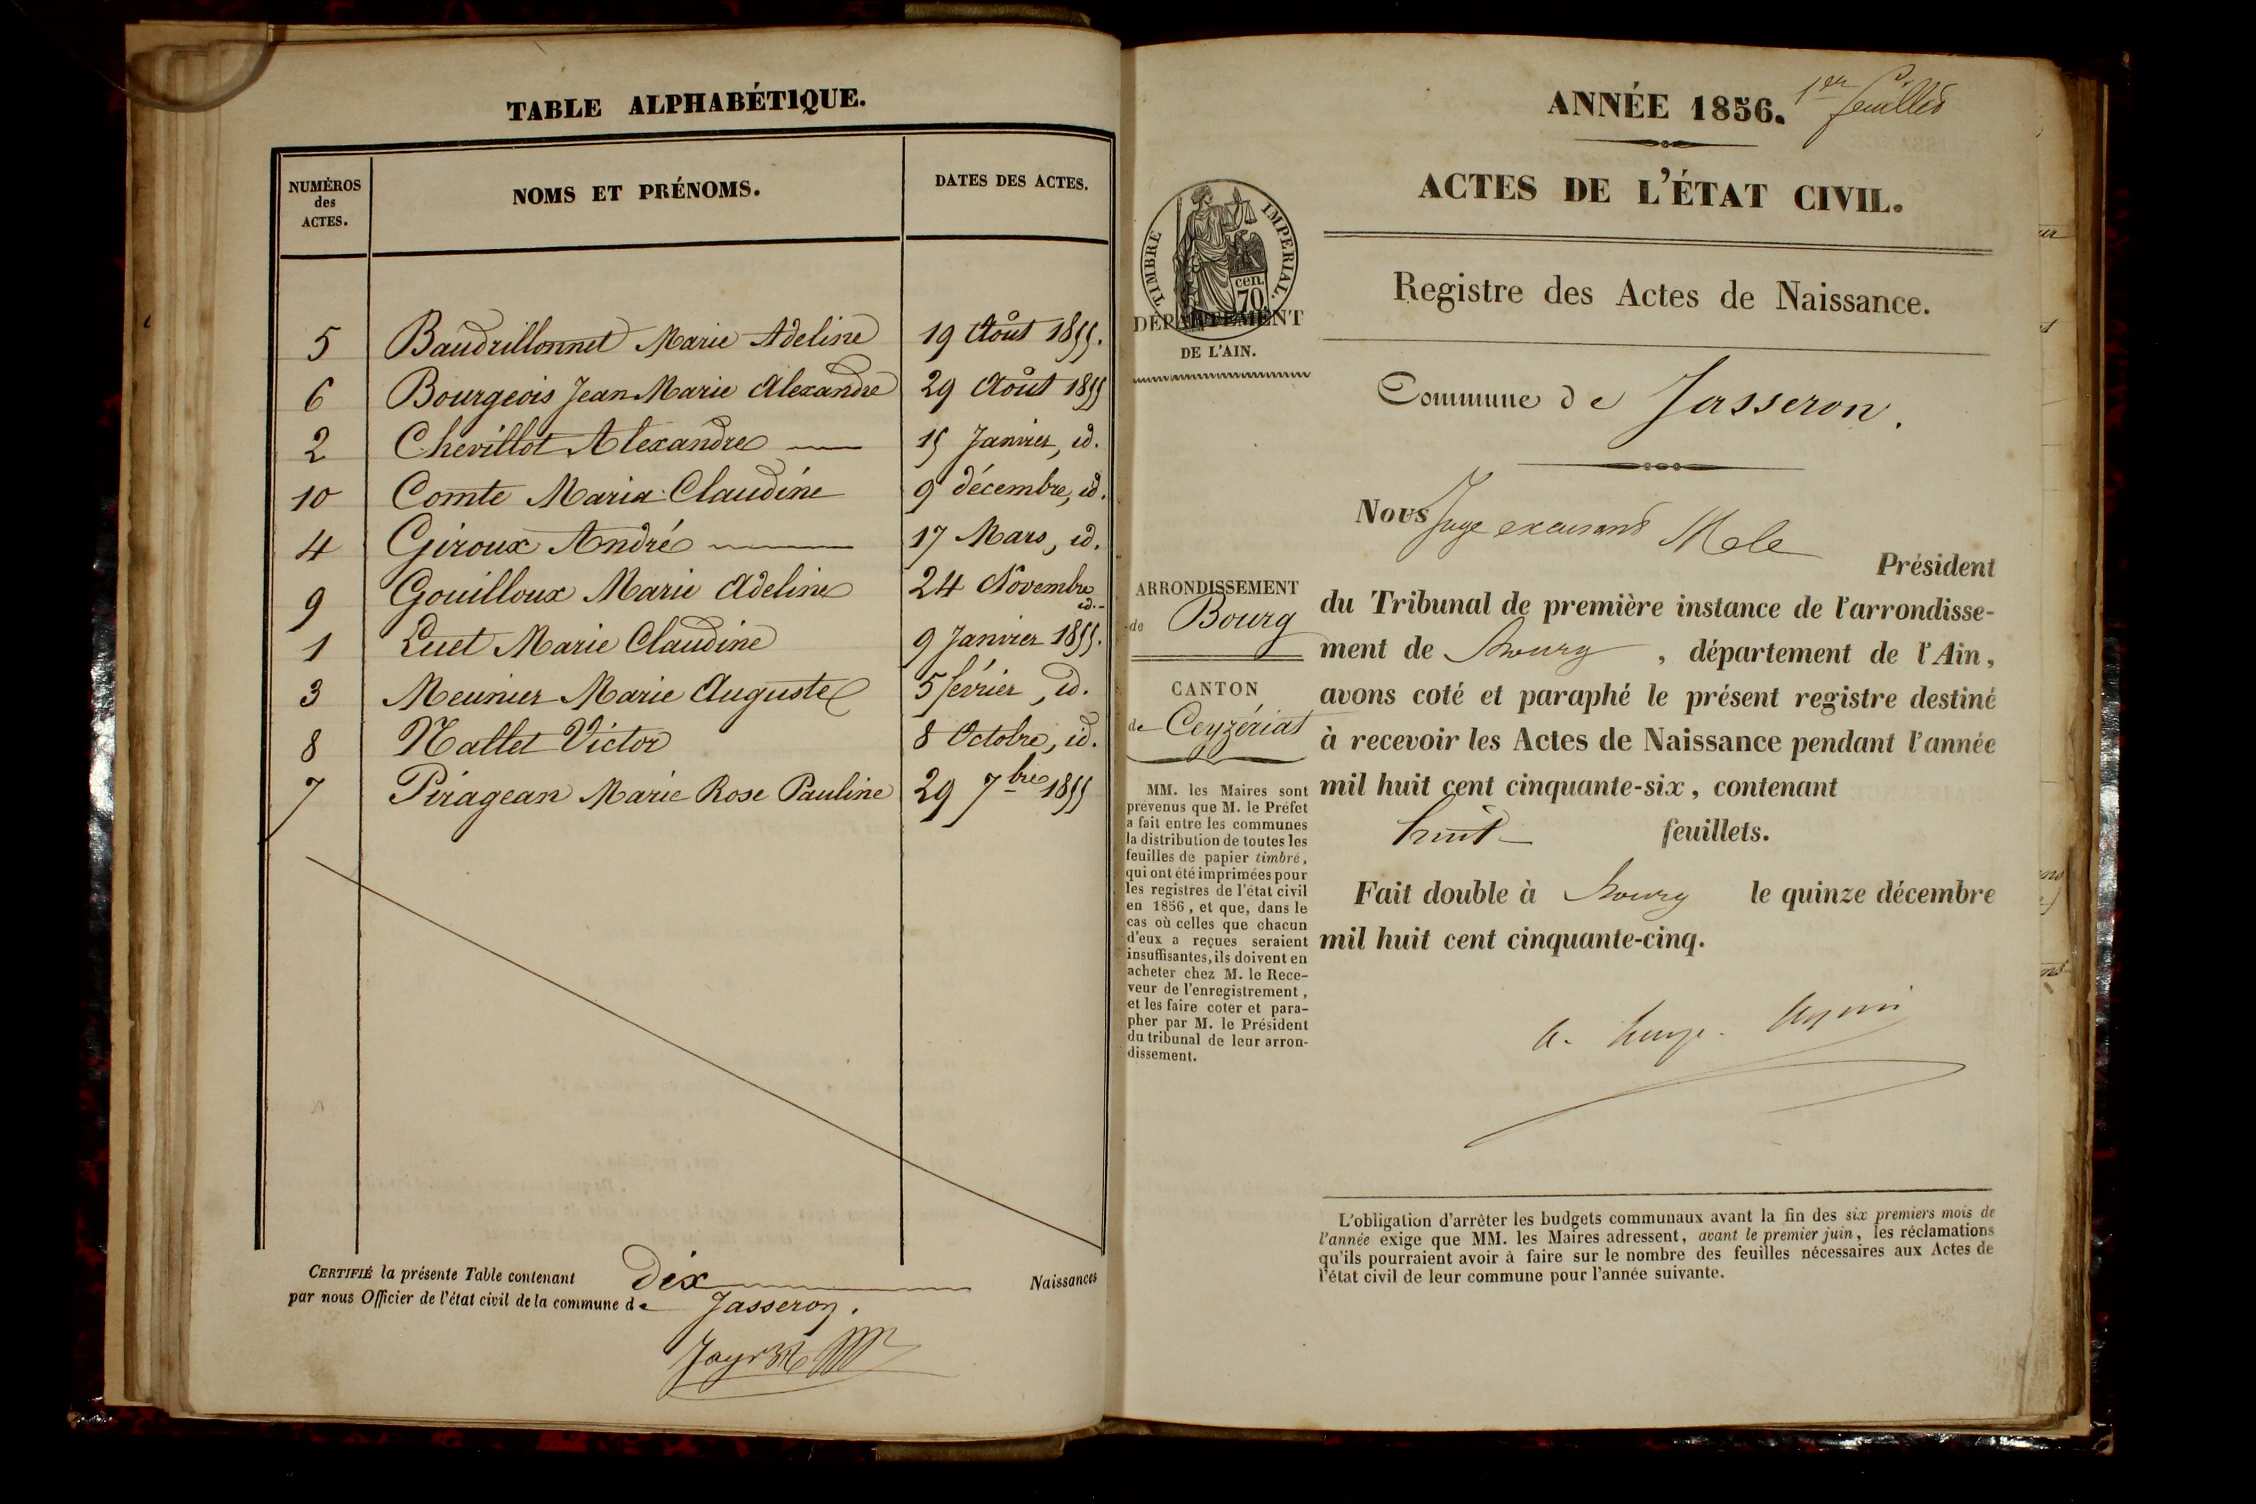 TABLE ALPHABÉTIQUE.
NUMÉROS des ACTES.
NOMS ET PRÉNOMS.
DATES DES ACTES.
5 Baudrillonnet Marie Adeline 19 Août 1855.
6 Bourgeois Jean Marie Alexandre 29 Août 1855
2 Chevillot Alexandre 15 Janvier, id.
10 Comte Maria Claudine 9 décembre, id.
4 Giroux André 17 Mars, id.
9 Gouilloux Marie Adeline 24 Novembre id.
1 Luet Marie Claudine 9 Janvier 1855.
3 Meunier Marie Auguste 5 février, id.
8 Nallet Victor 8 Octobre, id.
7 Piragean Marie Rose Pauline 29 7bre 1855
CERTIFIÉ la présente Table contenant dix Naissances
par nous Officier de l'état civil de la commune de Jasseron.
ANNÉE 1856. 1er feuillet
ACTES DE L'ÉTAT CIVIL.
TIMBRE IMPERIAL.
cen. 70
DÉPARTEMENT
DE L'AIN.
Registre des Actes de Naissance.
Commune de Jasseron.
ARRONDISSEMENT
de Bourg
CANTON
de Ceyzériat
MM. les Maires sont
prévenus que M. le Préfet
a fait entre les communes
la distribution de toutes les
feuilles de papier timbré,
qui ont été imprimées pour
les registres de l'état civil
en 1856, et que, dans le
cas où celles que chacun
d'eux a reçues seraient
insuffisantes, ils doivent en
acheter chez M. le Rece-
veur de l'enregistrement,
et les faire coter et para-
pher par M. le Président
du tribunal de leur arron-
dissement.
Nous Juge Président
du Tribunal de première instance de l'arrondisse-
ment de Bourg, département de l'Ain,
avons coté et paraphé le présent registre destiné
à recevoir les Actes de Naissance pendant l'année
mil huit cent cinquante-six, contenant
huit feuillets.
Fait double à Bourg le quinze décembre
mil huit cent cinquante-cinq.
L'obligation d'arrêter les budgets communaux avant la fin des six premiers mois de
l'année exige que MM. les Maires adressent, avant le premier juin, les réclamations
qu'ils pourraient avoir à faire sur le nombre des feuilles nécessaires aux Actes de
l'état civil de leur commune pour l'année suivante.